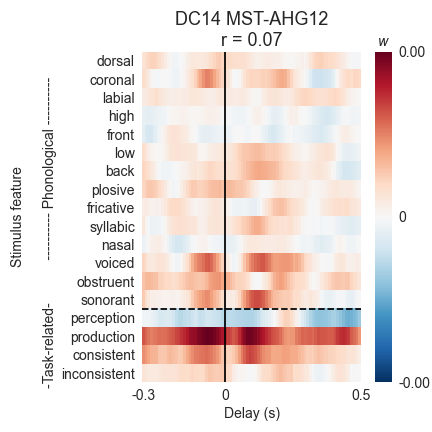 DC14 MST-AHG12
r = 0.07
w
Stimulus feature
---------- Phonological ----------
-Task-related-
dorsal
coronal
labial
high
front
low
back
plosive
fricative
syllabic
nasal
voiced
obstruent
sonorant
perception
production
consistent
inconsistent
0.00
0
-0.00
-0.3
0
0.5
Delay (s)